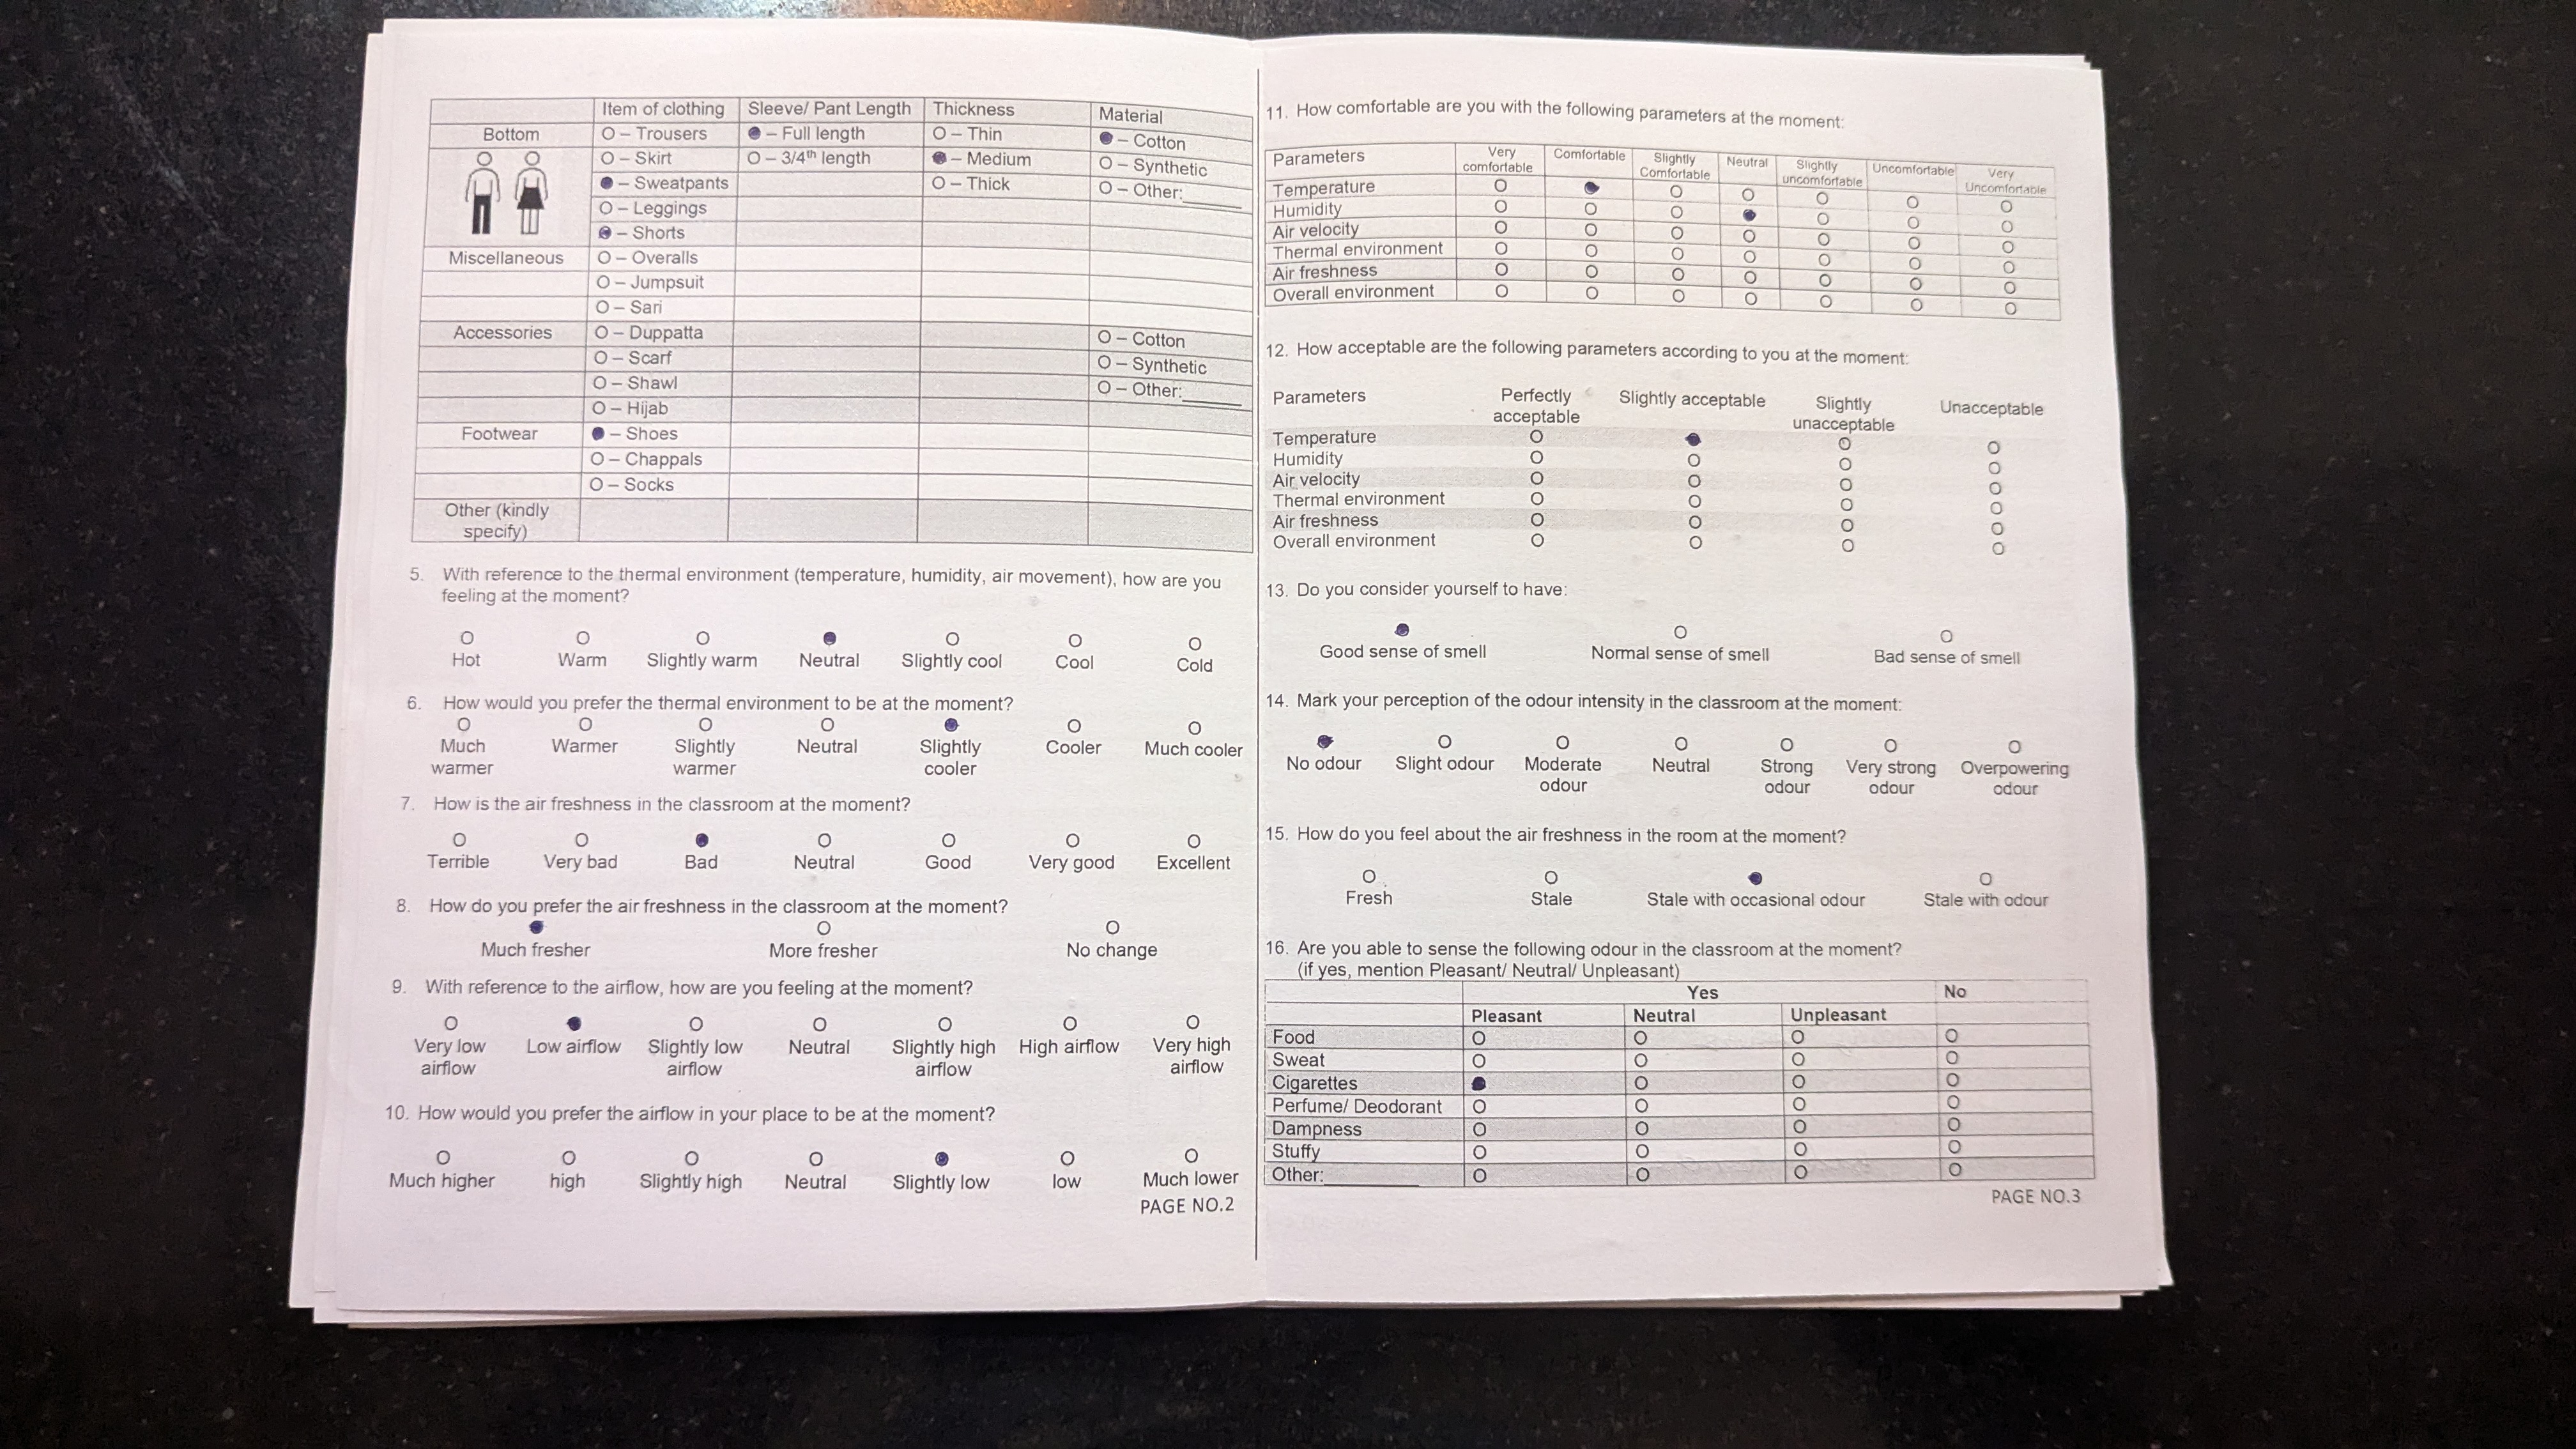 Item of clothing Sleeve/ Pant Length Thickness Material
Bottom O – Trousers ● – Full length O – Thin ● – Cotton
O – Skirt O – 3/4th length ● – Medium O – Synthetic
● – Sweatpants O – Thick O – Other:______
O – Leggings
● – Shorts
Miscellaneous O – Overalls
O – Jumpsuit
O – Sari
Accessories O – Duppatta O – Cotton
O – Scarf O – Synthetic
O – Shawl O – Other:______
O – Hijab
Footwear ● – Shoes
O – Chappals
O – Socks
Other (kindly
specify)
5. With reference to the thermal environment (temperature, humidity, air movement), how are you
feeling at the moment?
O O O ● O O O
Hot Warm Slightly warm Neutral Slightly cool Cool Cold
6. How would you prefer the thermal environment to be at the moment?
O O O O ● O O
Much Warmer Slightly Neutral Slightly Cooler Much cooler
warmer warmer cooler
7. How is the air freshness in the classroom at the moment?
O O ● O O O O
Terrible Very bad Bad Neutral Good Very good Excellent
8. How do you prefer the air freshness in the classroom at the moment?
● O O
Much fresher More fresher No change
9. With reference to the airflow, how are you feeling at the moment?
O ● O O O O O
Very low Low airflow Slightly low Neutral Slightly high High airflow Very high
airflow airflow airflow airflow
10. How would you prefer the airflow in your place to be at the moment?
O O O O ● O O
Much higher high Slightly high Neutral Slightly low low Much lower
PAGE NO.2
11. How comfortable are you with the following parameters at the moment:
Parameters Very Comfortable Slightly Neutral Slightly Uncomfortable Very
comfortable Comfortable uncomfortable Uncomfortable
Temperature O ● O O O O O
Humidity O O O ● O O O
Air velocity O O O O O O O
Thermal environment O O O O O O O
Air freshness O O O O O O O
Overall environment O O O O O O O
12. How acceptable are the following parameters according to you at the moment:
Parameters Perfectly Slightly acceptable Slightly Unacceptable
acceptable unacceptable
Temperature O ● O O
Humidity O O O O
Air velocity O O O O
Thermal environment O O O O
Air freshness O O O O
Overall environment O O O O
13. Do you consider yourself to have:
● O O
Good sense of smell Normal sense of smell Bad sense of smell
14. Mark your perception of the odour intensity in the classroom at the moment:
● O O O O O O
No odour Slight odour Moderate Neutral Strong Very strong Overpowering
odour odour odour odour
15. How do you feel about the air freshness in the room at the moment?
O O ● O
Fresh Stale Stale with occasional odour Stale with odour
16. Are you able to sense the following odour in the classroom at the moment?
(if yes, mention Pleasant/ Neutral/ Unpleasant)
Yes No
Pleasant Neutral Unpleasant
Food O O O O
Sweat O O O O
Cigarettes ● O O O
Perfume/ Deodorant O O O O
Dampness O O O O
Stuffy O O O O
Other:__________ O O O O
PAGE NO.3